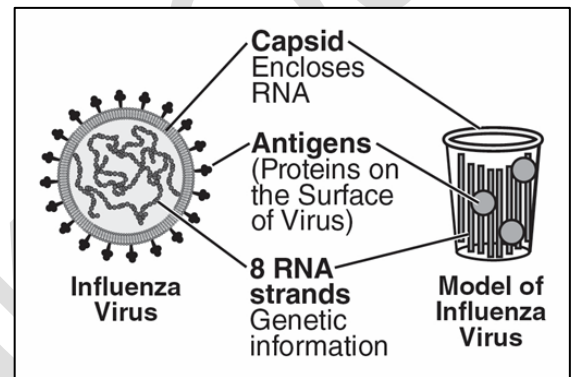 Capsid
Encloses
RNA
Antigens
(Proteins on
the Surface
of Virus)
8 RNA
strands
Genetic
information
Influenza
Virus
Model of
Influenza
Virus